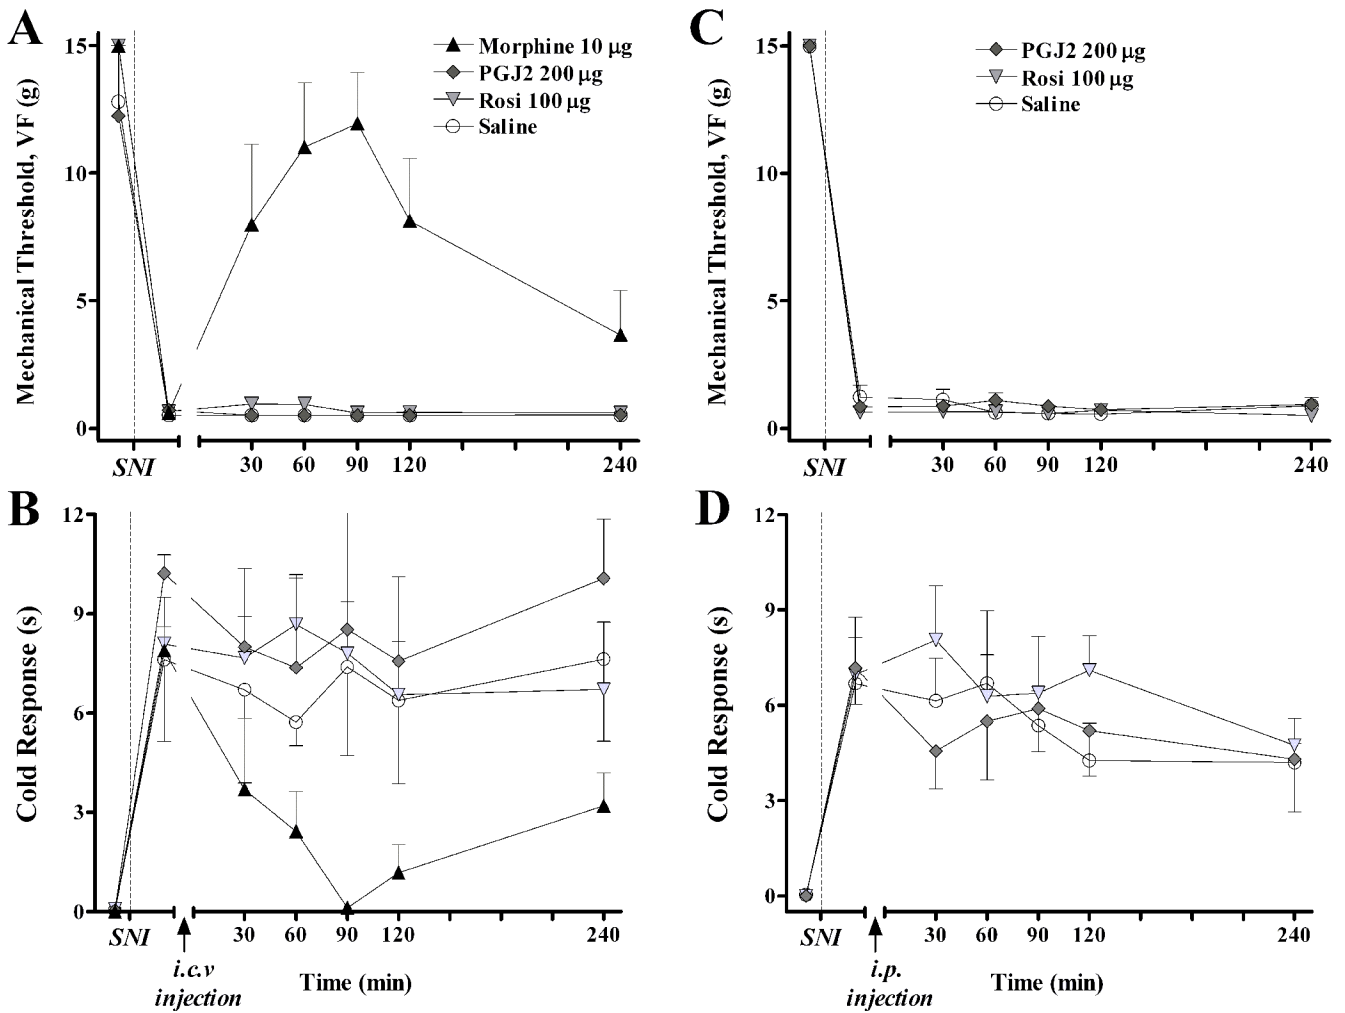 A
15
10
5
0
Mechanical Threshold, VF (g)
Morphine 10 μg
PGJ2 200 μg
Rosi 100 μg
Saline
SNI
30
60
90
120
240
C
15
10
5
0
Mechanical Threshold, VF (g)
PGJ2 200 μg
Rosi 100 μg
Saline
SNI
30
60
90
120
240
B
12
9
6
3
0
Cold Response (s)
SNI
30
60
90
120
240
i.c.v
injection
Time (min)
D
12
9
6
3
0
Cold Response (s)
SNI
30
60
90
120
240
i.p.
injection
Time (min)